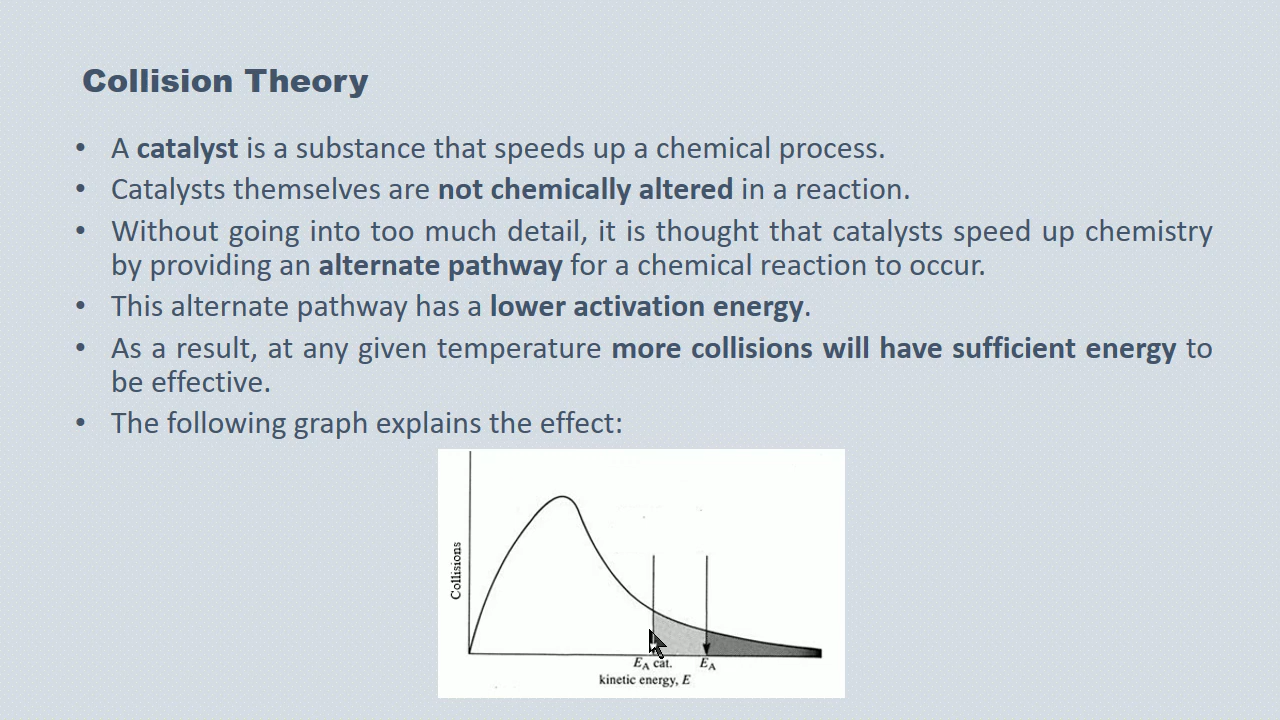 Collision Theory
• A catalyst is a substance that speeds up a chemical process.
• Catalysts themselves are not chemically altered in a reaction.
• Without going into too much detail, it is thought that catalysts speed up chemistry
by providing an alternate pathway for a chemical reaction to occur.
• This alternate pathway has a lower activation energy.
• As a result, at any given temperature more collisions will have sufficient energy to
be effective.
• The following graph explains the effect:
Collisions
EA cat. EA
kinetic energy, E